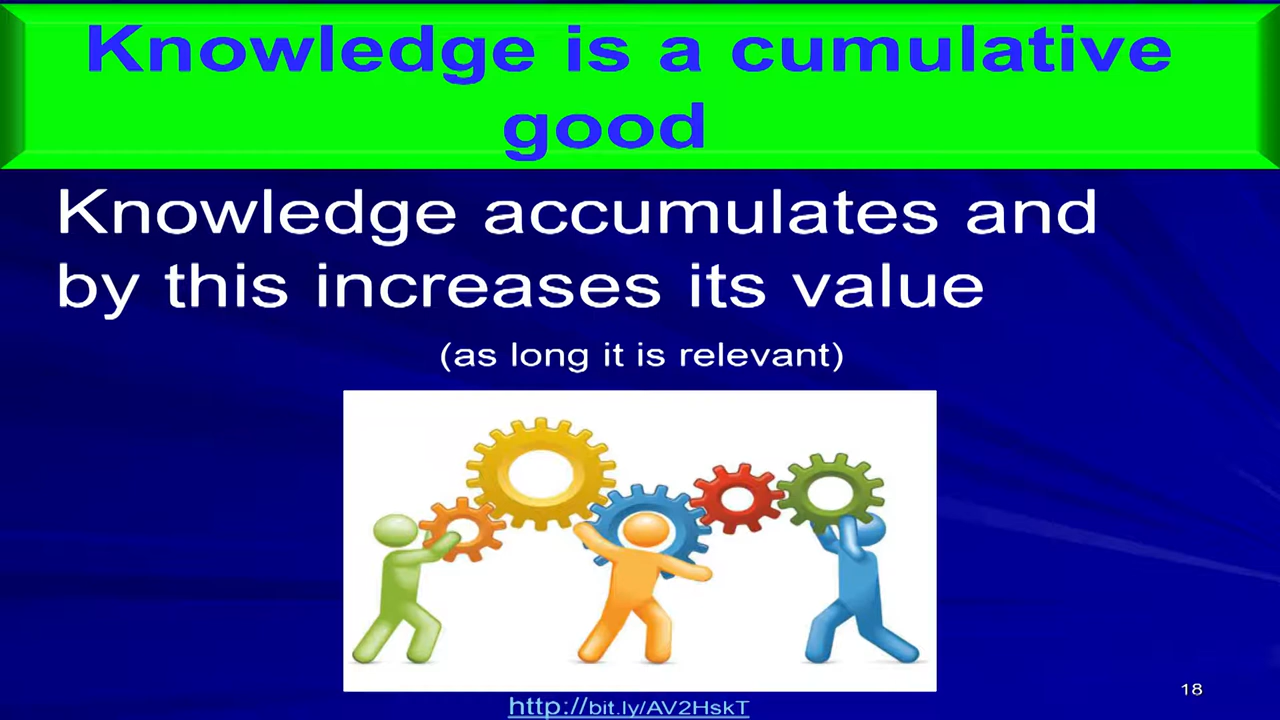 Knowledge is a cumulative
good
Knowledge accumulates and
by this increases its value
(as long it is relevant)
18
http://bit.ly/AV2HskT